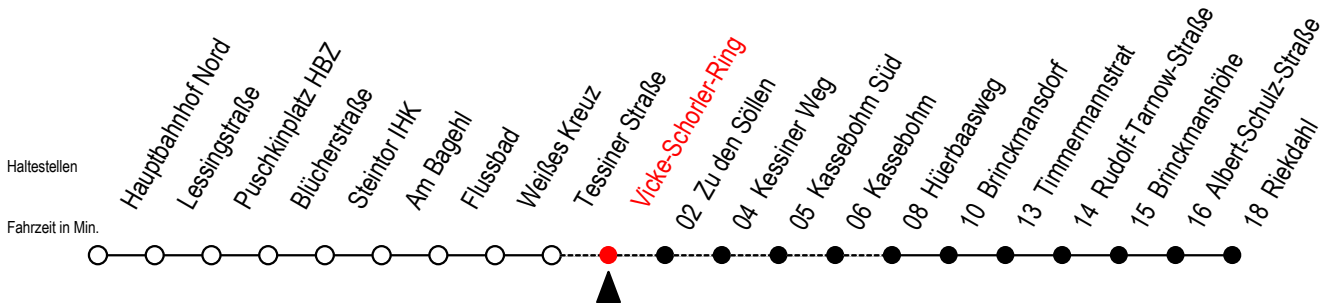 Haltestellen
Fahrzeit in Min.
Hauptbahnhof Nord
Lessingstraße
Puschkinplatz HBZ
Blücherstraße
Steintor IHK
Am Bagehl
Flussbad
Weißes Kreuz
Tessiner Straße
Vicke-Schorler-Ring
02 Zu den Söllen
04 Kessiner Weg
05 Kassebohm Süd
06 Kassebohm
08 Hüerbaasweg
10 Brinckmansdorf
13 Timmermannstrat
14 Rudolf-Tarnow-Straße
15 Brinckmanshöhe
16 Albert-Schulz-Straße
18 Riekdahl